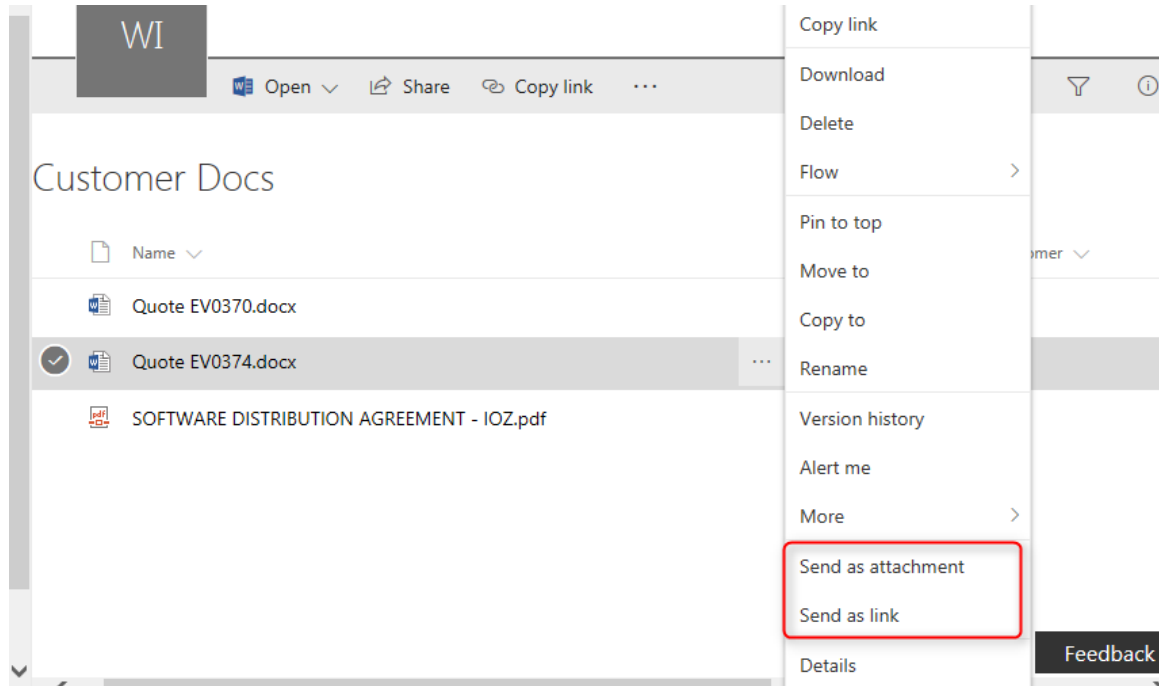 WI
Open
Share
Copy link
...
Customer Docs
Name
Quote EV0370.docx
Quote EV0374.docx
...
SOFTWARE DISTRIBUTION AGREEMENT - IOZ.pdf
Copy link
Download
Delete
Flow
Pin to top
Move to
Copy to
Rename
Version history
Alert me
More
Send as attachment
Send as link
Details
omer
Feedback